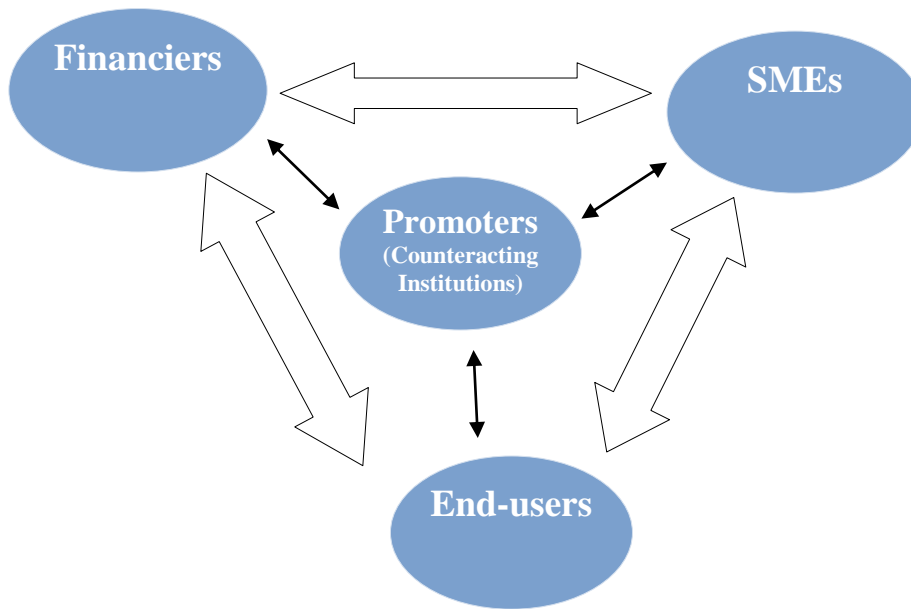 Financiers
SMEs
Promoters
(Counteracting
Institutions)
End-users